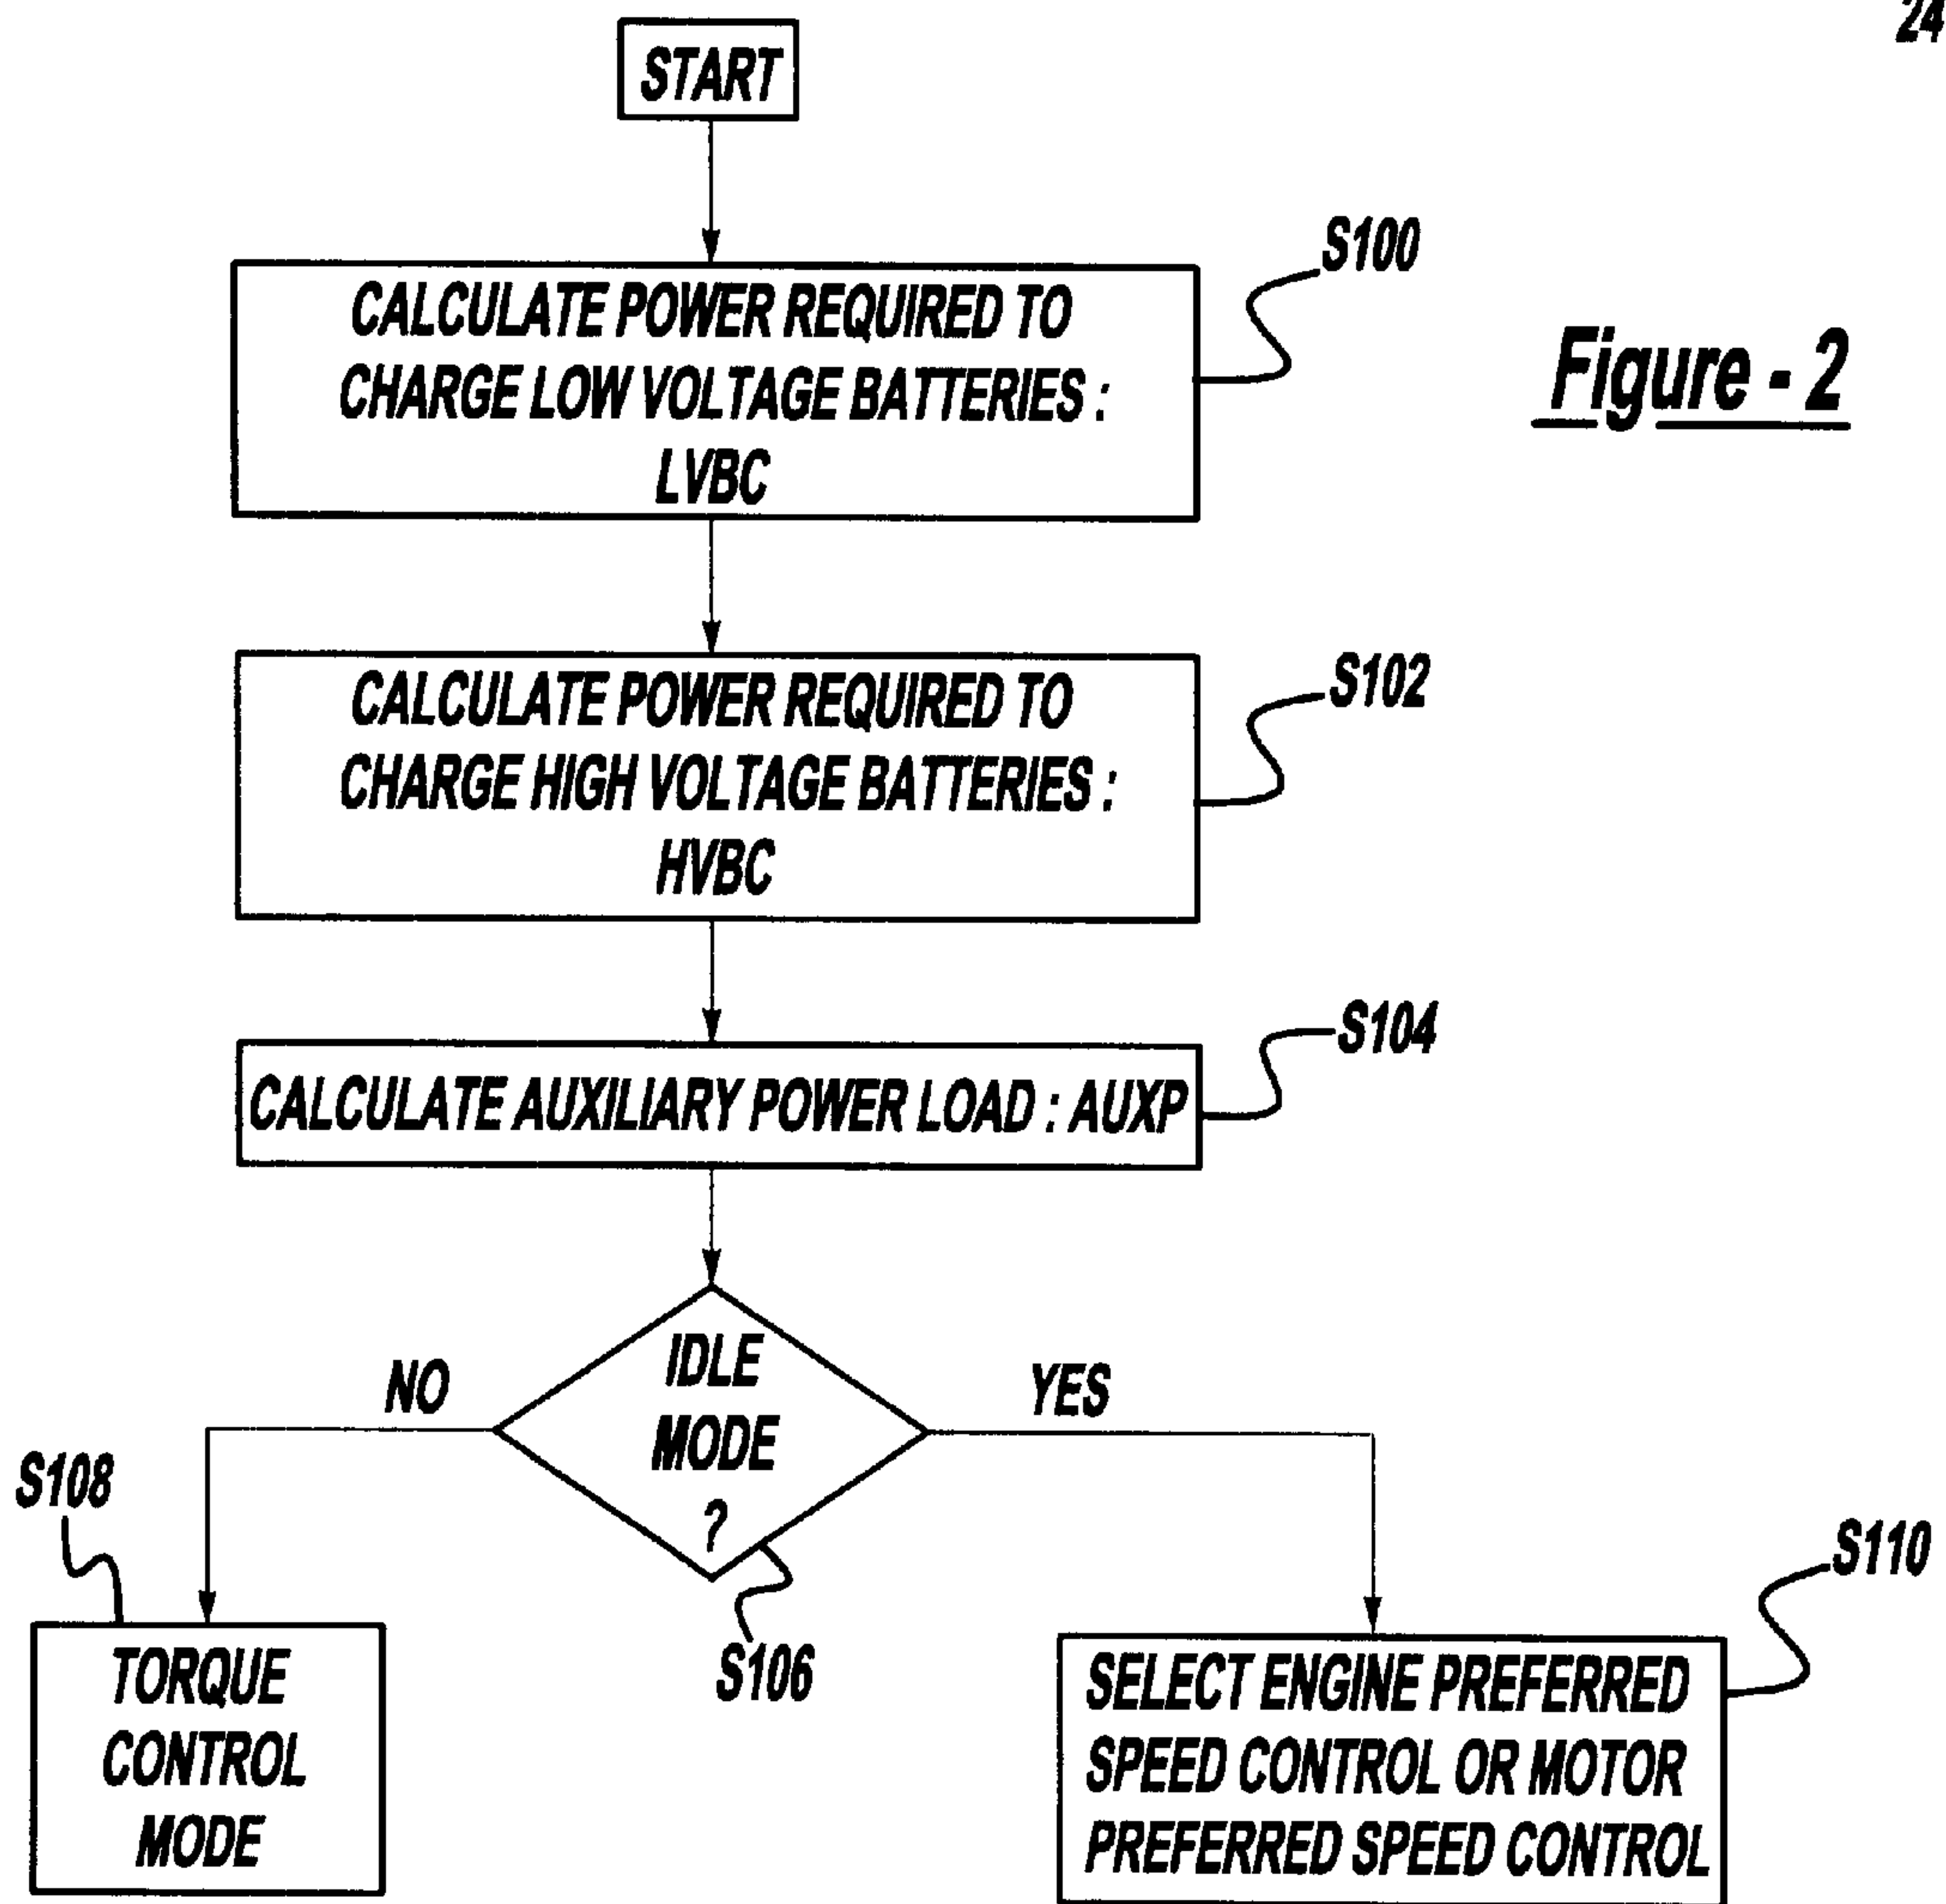 24
START
S100
CALCULATE POWER REQUIRED TO
CHARGE LOW VOLTAGE BATTERIES :
LVBC
Figure - 2
S102
CALCULATE POWER REQUIRED TO
CHARGE HIGH VOLTAGE BATTERIES :
HVBC
S104
CALCULATE AUXILIARY POWER LOAD : AUXP
IDLE
MODE
?
NO
YES
S108
S106
S110
TORQUE
CONTROL
MODE
SELECT ENGINE PREFERRED
SPEED CONTROL OR MOTOR
PREFERRED SPEED CONTROL